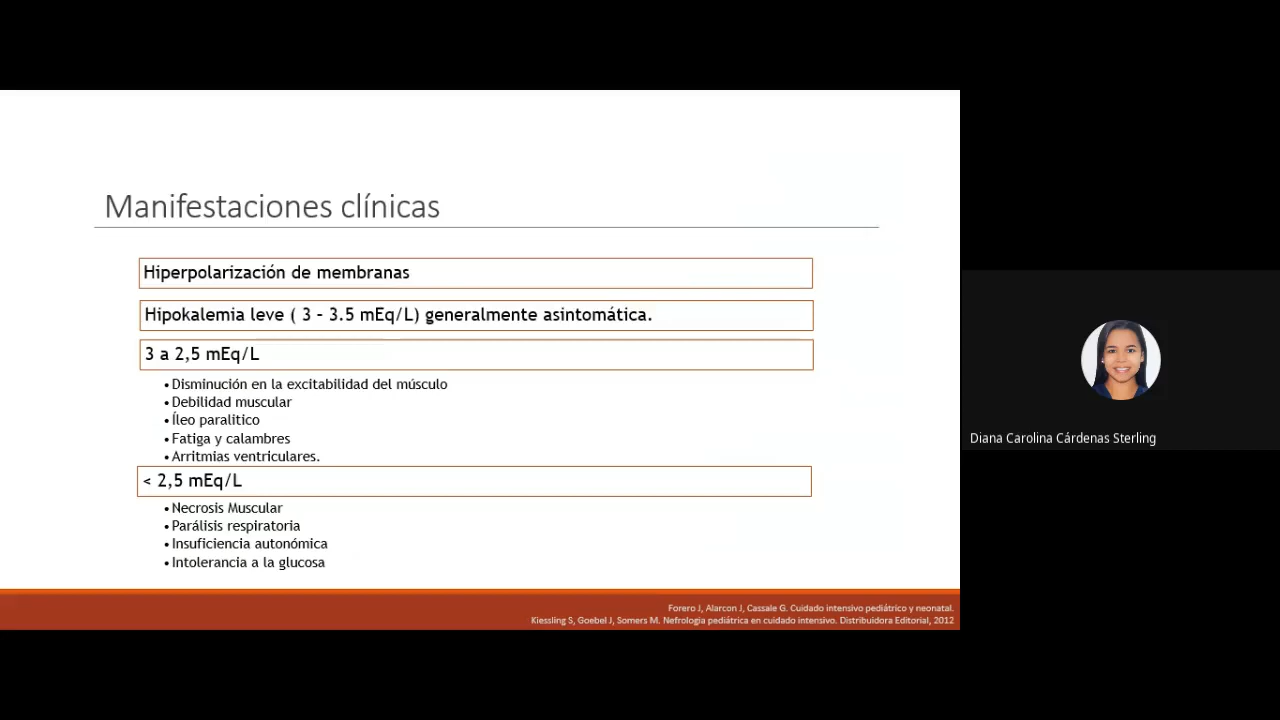 Manifestaciones clínicas
Hiperpolarización de membranas
Hipokalemia leve ( 3 – 3.5 mEq/L) generalmente asintomática.
3 a 2,5 mEq/L
•Disminución en la excitabilidad del músculo
•Debilidad muscular
•Íleo paralitico
•Fatiga y calambres
•Arritmias ventriculares.
< 2,5 mEq/L
•Necrosis Muscular
•Parálisis respiratoria
•Insuficiencia autonómica
•Intolerancia a la glucosa
Forero J, Alarcon J, Cassale G. Cuidado intensivo pediátrico y neonatal.
Kiessling S, Goebel J, Somers M. Nefrología pediátrica en cuidado intensivo. Distribuidora Editorial, 2012
Diana Carolina Cárdenas Sterling